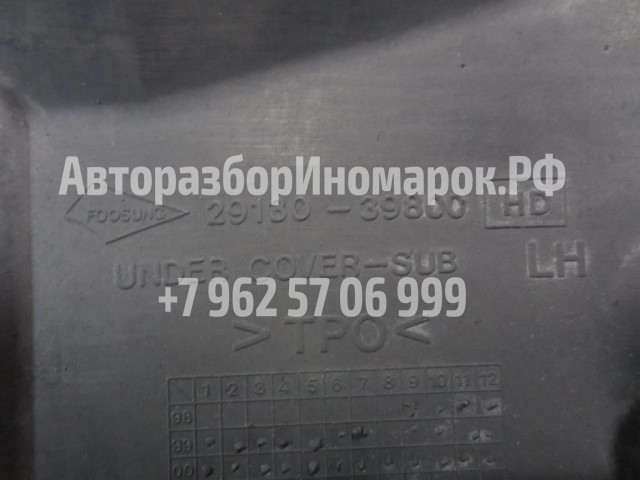 АвторазборИномарок.РФ
FOOSUNG 29130-39800 HD
UNDER COVER-SUB LH
+7 962 57 06 999
>TPO<
1 2 3 4 5 6 7 8 9 10 11 12
98
99
00